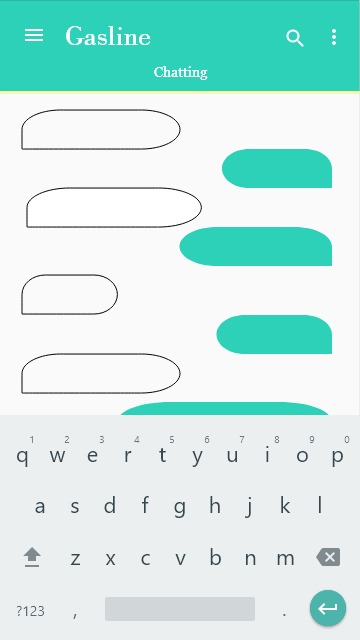 Gasline
Chatting
1 2 3 4 5 6 7 8 9 0
q w e r t y u i o p
a s d f g h j k l
z x c v b n m
?123 , .